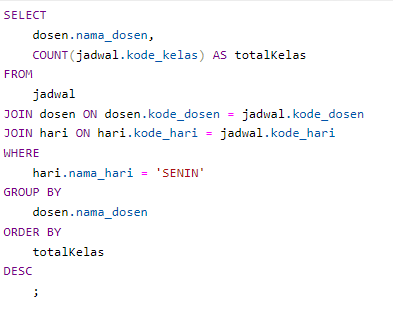 SELECT
dosen.nama_dosen,
COUNT(jadwal.kode_kelas) AS totalKelas
FROM
jadwal
JOIN dosen ON dosen.kode_dosen = jadwal.kode_dosen
JOIN hari ON hari.kode_hari = jadwal.kode_hari
WHERE
hari.nama_hari = 'SENIN'
GROUP BY
dosen.nama_dosen
ORDER BY
totalKelas
DESC
;